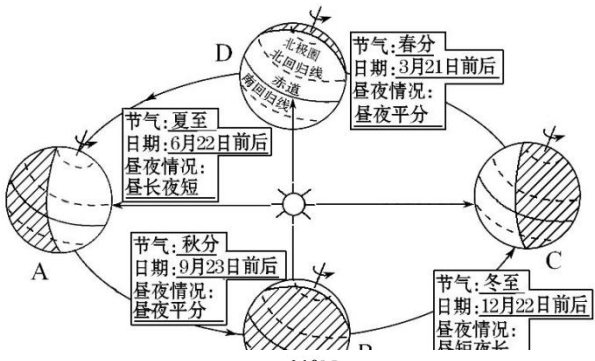 D
北极圈
北回归线
赤道
南回归线
节气:春分
日期:3月21日前后
昼夜情况:
昼夜平分
节气:夏至
日期:6月22日前后
昼夜情况:
昼长夜短
A
C
节气:秋分
日期:9月23日前后
昼夜情况:
昼夜平分
节气:冬至
日期:12月22日前后
昼夜情况:
昼短夜长